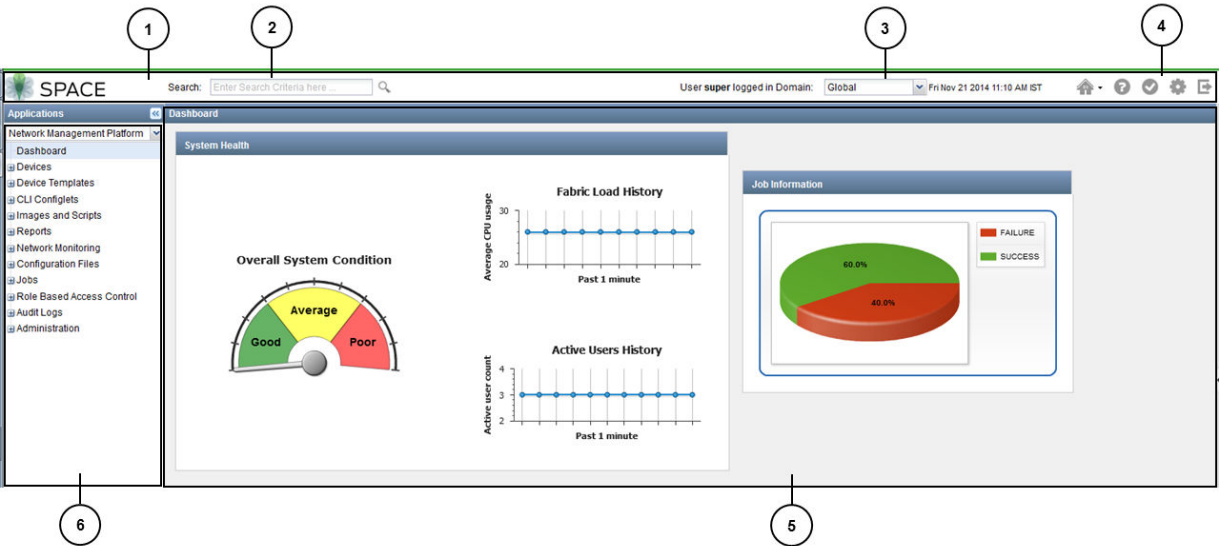 1
2
3
4
SPACE
Search: Enter Search Criteria here ...
User super logged in Domain: Global Fri Nov 21 2014 11:10 AM IST
Applications
Network Management Platform
Dashboard
Devices
Device Templates
CLI Configlets
Images and Scripts
Reports
Network Monitoring
Configuration Files
Jobs
Role Based Access Control
Audit Logs
Administration
Dashboard
System Health
Overall System Condition
Good
Average
Poor
Fabric Load History
Average CPU usage
30
20
Past 1 minute
Active Users History
Active user count
4
3
2
Past 1 minute
Job Information
60.0%
40.0%
FAILURE
SUCCESS
6
5